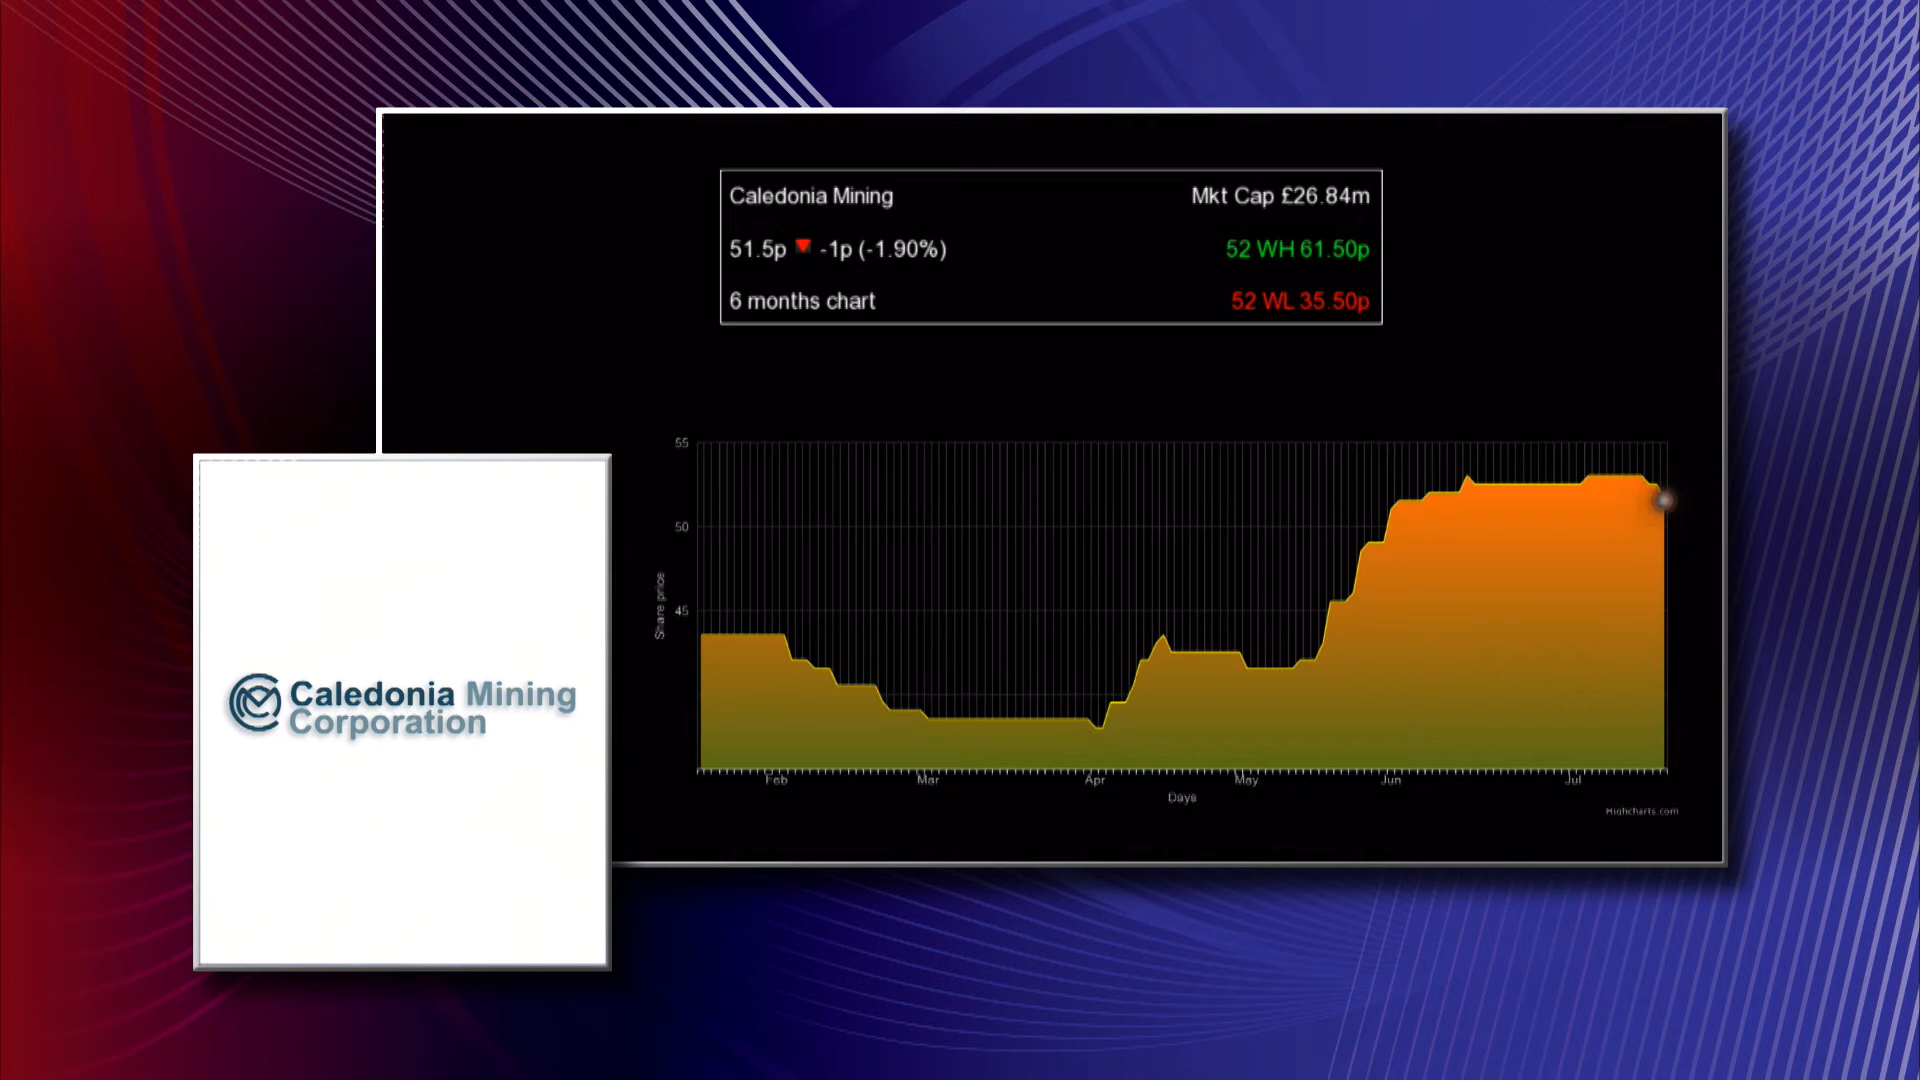 Caledonia Mining
Mkt Cap £26.84m
51.5p -1p (-1.90%)
52 WH 61.50p
6 months chart
52 WL 35.50p
55
50
45
Share price
Feb Mar Apr May Jun Jul
Days
Highcharts.com
Caledonia Mining
Corporation